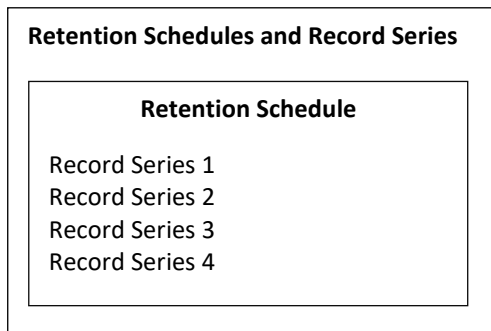 Retention Schedules and Record Series
Retention Schedule
Record Series 1
Record Series 2
Record Series 3
Record Series 4